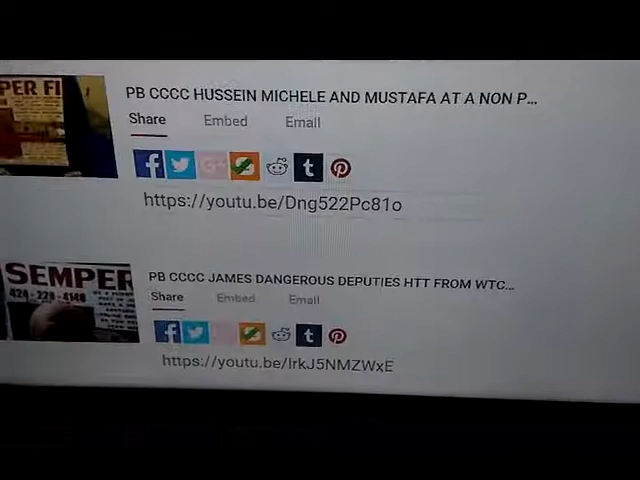 PER FI
PB CCCC HUSSEIN MICHELE AND MUSTAFA AT A NON P...
Share Embed Email
f G+ t
https://youtu.be/Dng522Pc81o
SEMPER
424-224-4148
PB CCCC JAMES DANGEROUS DEPUTIES HTT FROM WTC...
Share Embed Email
f t
https://youtu.be/IrkJ5NMZWxE